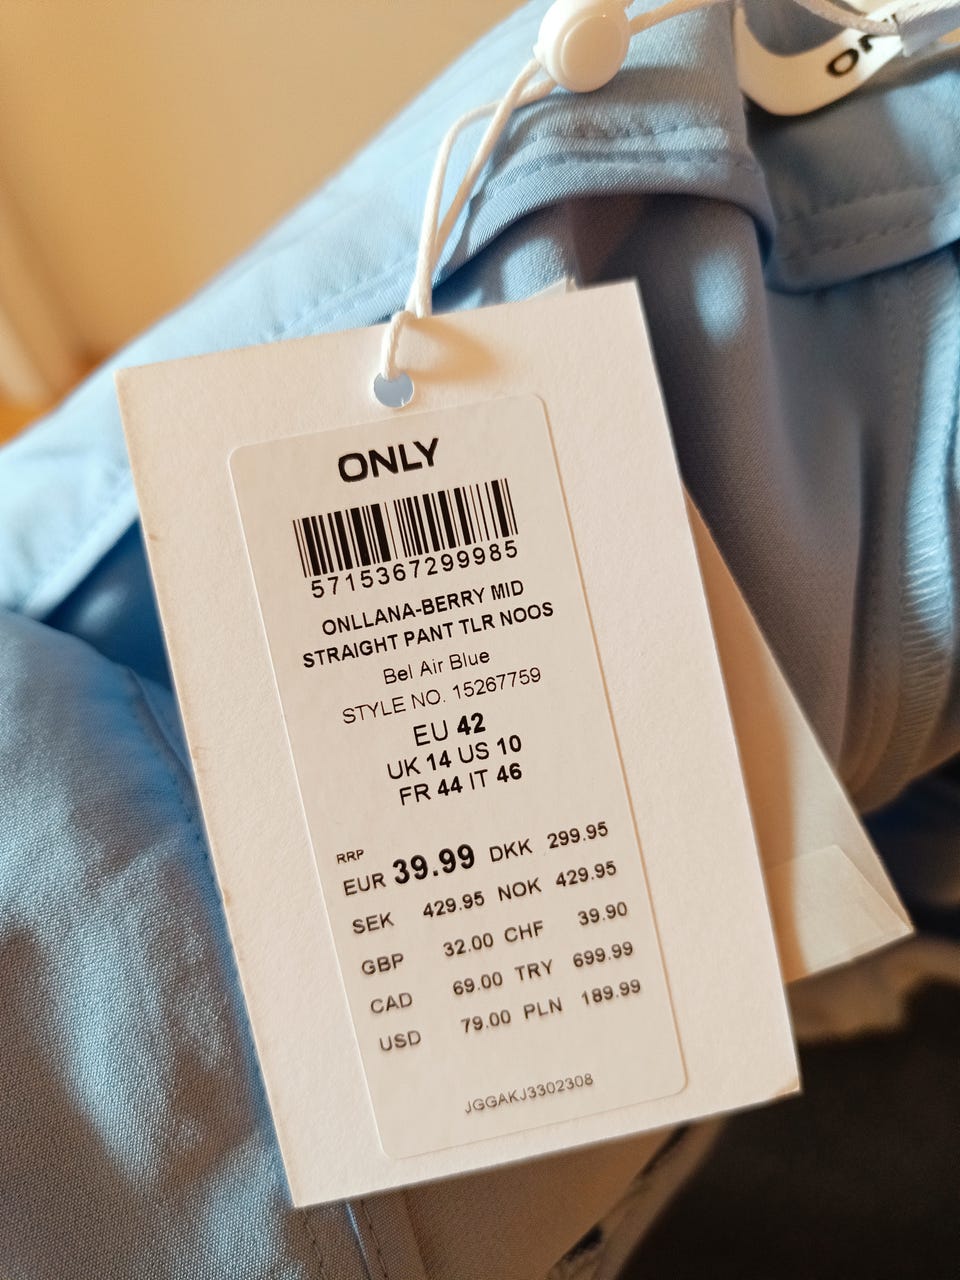 ONLY
5715367299985
ONLLANA-BERRY MID
STRAIGHT PANT TLR NOOS
Bel Air Blue
STYLE NO. 15267759
EU 42
UK 14 US 10
FR 44 IT 46
RRP
EUR 39.99 DKK 299.95
SEK 429.95 NOK 429.95
GBP 32.00 CHF 39.90
CAD 69.00 TRY 699.99
USD 79.00 PLN 189.99
JGGAKJ3302308